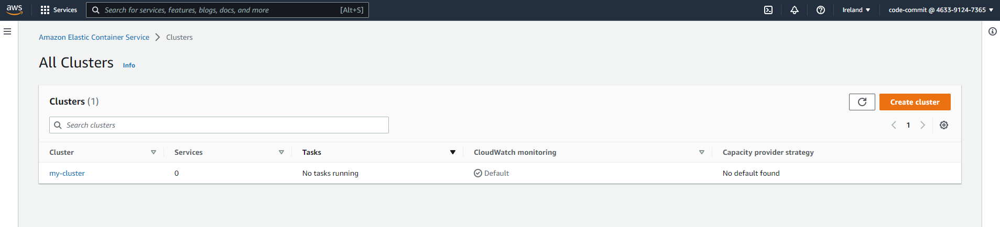 aws Services Search for services, features, blogs, docs, and more [Alt+S] Ireland code-commit @ 4633-9124-7365
Amazon Elastic Container Service Clusters
All Clusters Info
Clusters (1) Create cluster
Search clusters 1
Cluster Services Tasks CloudWatch monitoring Capacity provider strategy
my-cluster 0 No tasks running Default No default found